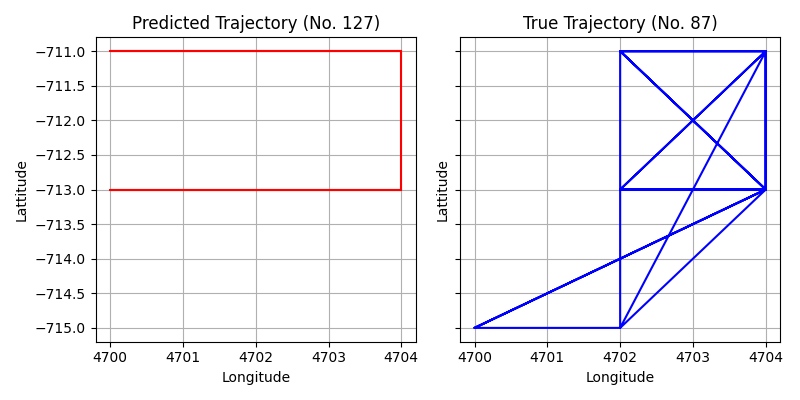 Predicted Trajectory (No. 127)
True Trajectory (No. 87)
Lattitude
−711.0
−711.5
−712.0
−712.5
−713.0
−713.5
−714.0
−714.5
−715.0
4700 4701 4702 4703 4704
Longitude
Lattitude
4700 4701 4702 4703 4704
Longitude